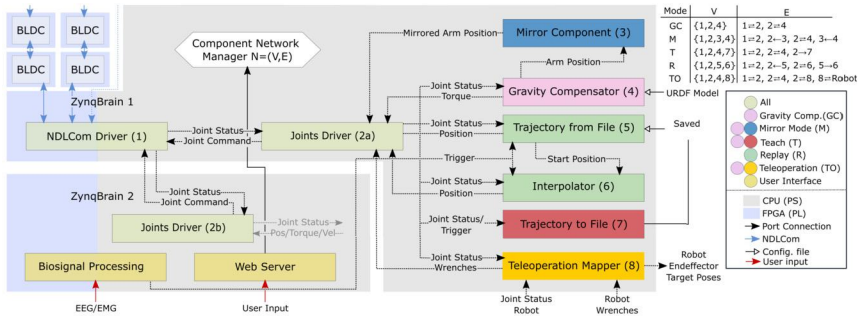 BLDC
BLDC
BLDC
BLDC
ZynqBrain 1
NDLCom Driver (1)
Joint Status
Joint Command
Component Network
Manager N=(V,E)
Joints Driver (2a)
Mirrored Arm Position
Mirror Component (3)
Arm Position
Joint Status
Torque
Gravity Compensator (4)
URDF Model
Joint Status
Position
Trajectory from File (5)
Saved
Trigger
Start Position
Joint Status
Position
Interpolator (6)
Joint Status/
Trigger
Trajectory to File (7)
Joint Status
Wrenches
Teleoperation Mapper (8)
Robot
Endeffector
Target Poses
Joint Status
Robot
Robot
Wrenches
ZynqBrain 2
Joint Status
Joint Command
Joints Driver (2b)
Joint Status
Pos/Torque/Vel
Biosignal Processing
Web Server
EEG/EMG
User Input
Mode V E
GC {1,2,4} 1⇌2, 2⇌4
M {1,2,3,4} 1⇌2, 2←3, 2⇌4, 3←4
T {1,2,4,7} 1⇌2, 2⇌4, 2→7
R {1,2,5,6} 1⇌2, 2←5, 2⇌6, 5→6
TO {1,2,4,8} 1⇌2, 2⇌4, 2⇌8, 8⇌Robot
All
Gravity Comp.(GC)
Mirror Mode (M)
Teach (T)
Replay (R)
Teleoperation (TO)
User Interface
CPU (PS)
FPGA (PL)
Port Connection
NDLCom
Config. file
User input